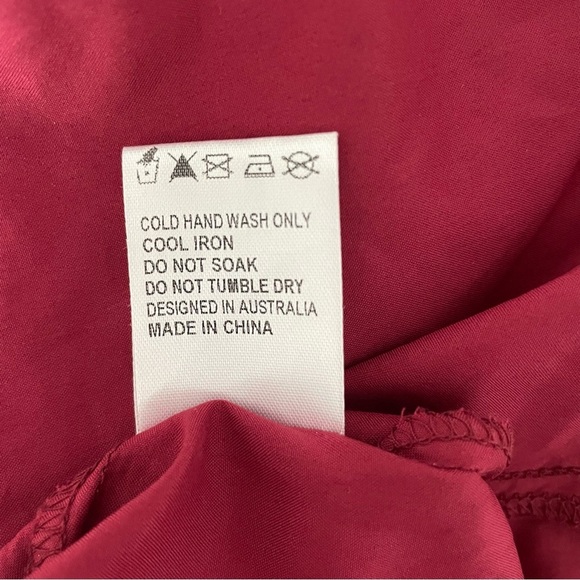 COLD HAND WASH ONLY
COOL IRON
DO NOT SOAK
DO NOT TUMBLE DRY
DESIGNED IN AUSTRALIA
MADE IN CHINA